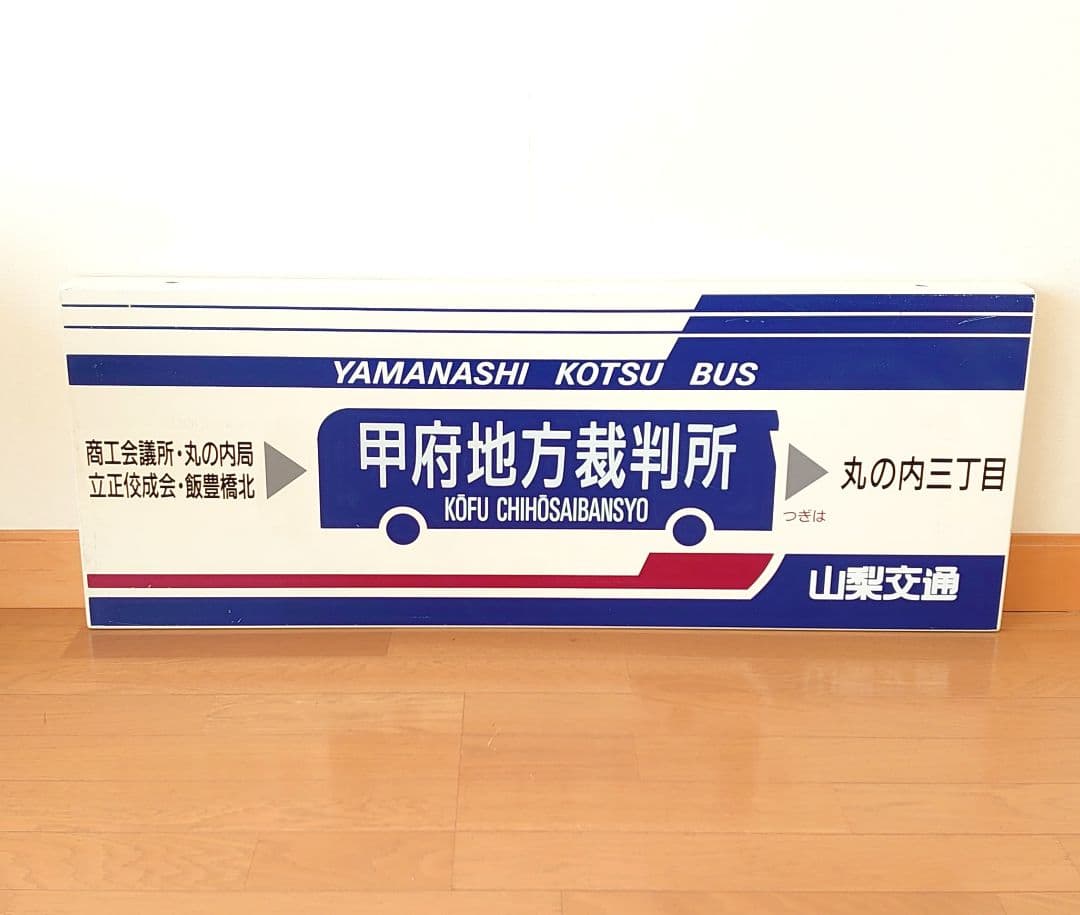 YAMANASHI KOTSU BUS
商工会議所・丸の内局
立正佼成会・飯豊橋北
甲府地方裁判所
KŌFU CHIHŌSAIBANSYO
丸の内三丁目
つぎは
山梨交通